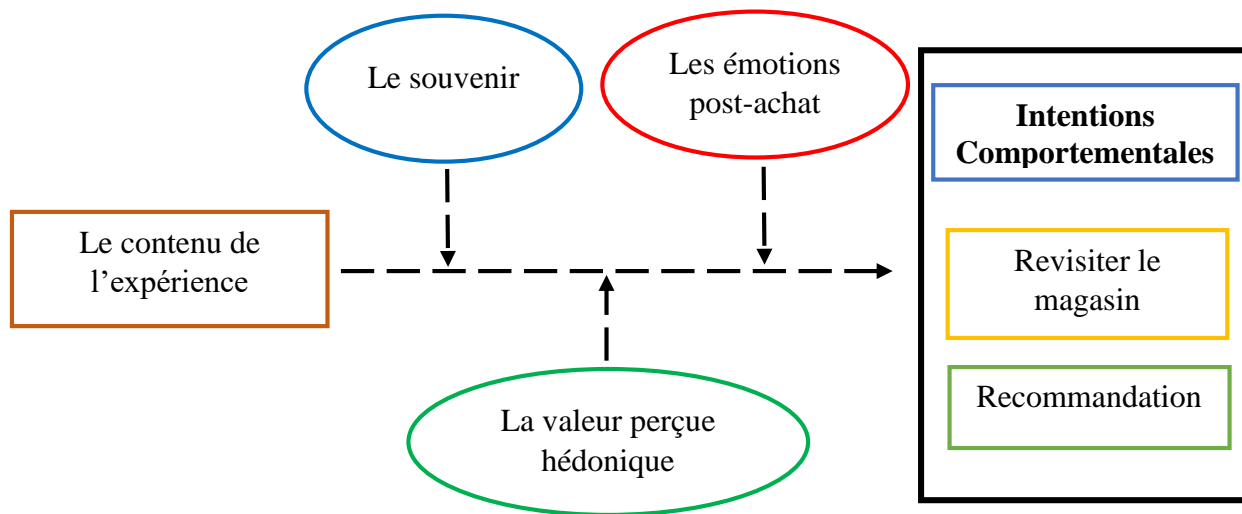 Le souvenir
Les émotions
post-achat
Intentions
Comportementales
Le contenu de
l’expérience
Revisiter le
magasin
Recommandation
La valeur perçue
hédonique